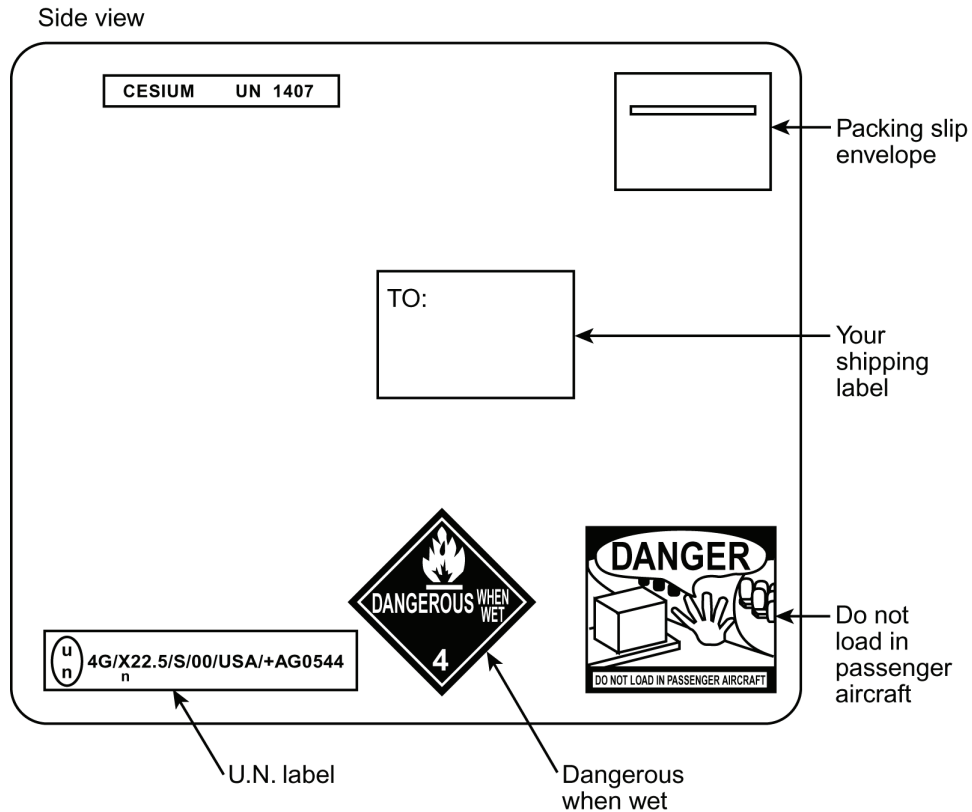 Side view
CESIUM UN 1407
Packing slip
envelope
TO:
Your
shipping
label
DANGER
DANGEROUS WHEN
WET
4
DO NOT LOAD IN PASSENGER AIRCRAFT
Do not
load in
passenger
aircraft
u
n
4G/X22.5/S/00/USA/+AG0544
n
U.N. label
Dangerous
when wet